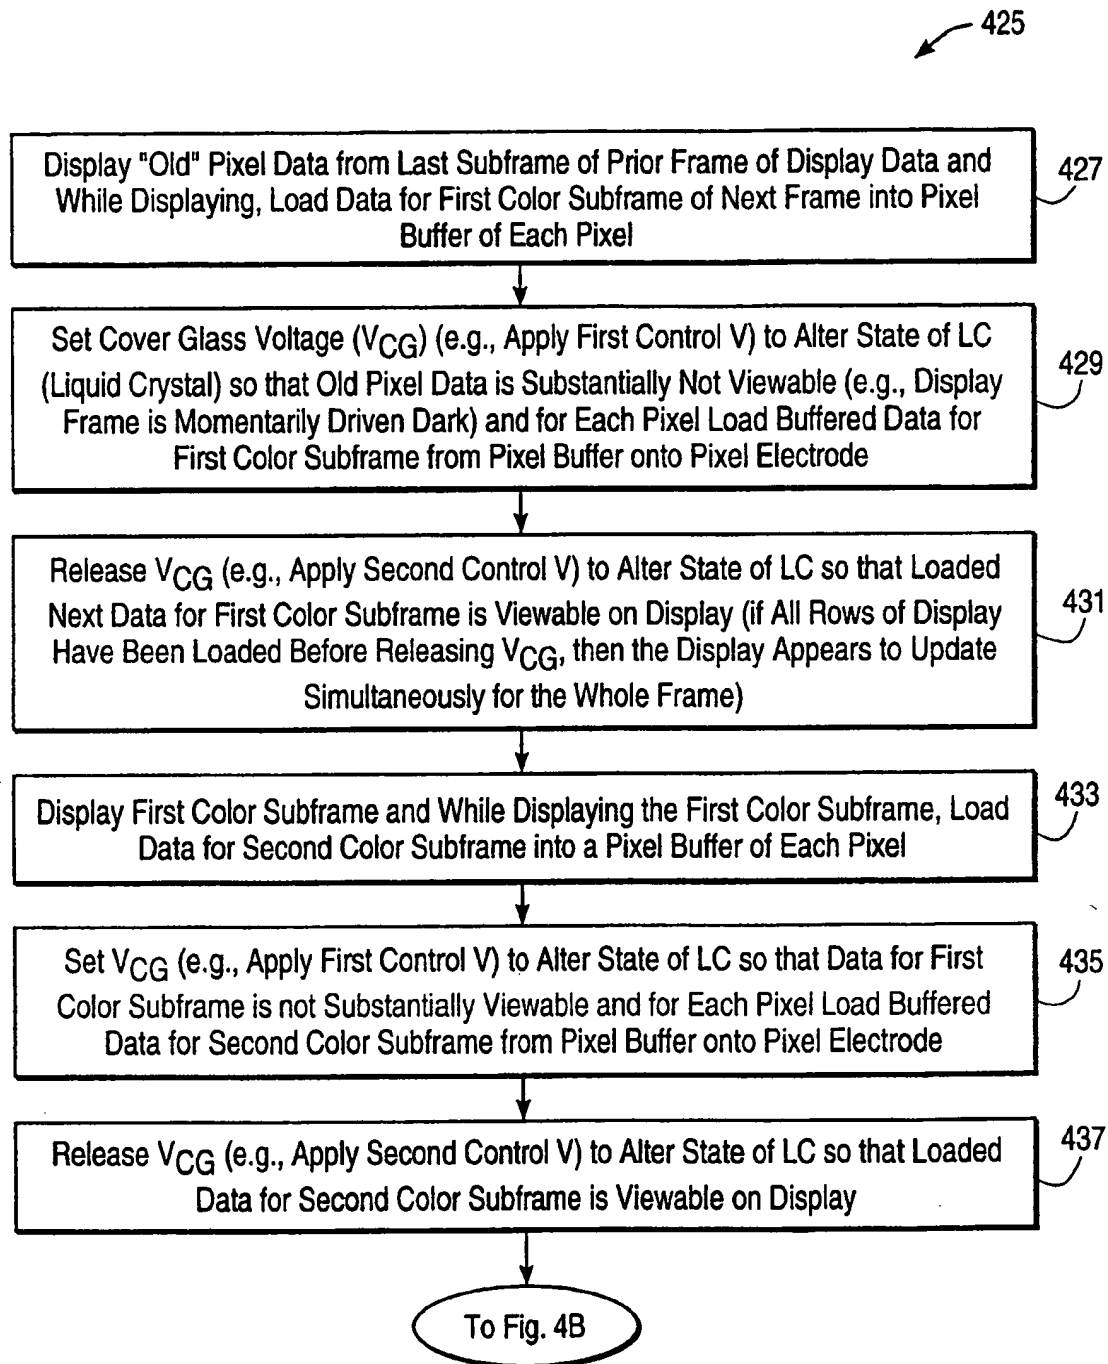 425
Display "Old" Pixel Data from Last Subframe of Prior Frame of Display Data and
While Displaying, Load Data for First Color Subframe of Next Frame into Pixel
Buffer of Each Pixel
427
Set Cover Glass Voltage (VCG) (e.g., Apply First Control V) to Alter State of LC
(Liquid Crystal) so that Old Pixel Data is Substantially Not Viewable (e.g., Display
Frame is Momentarily Driven Dark) and for Each Pixel Load Buffered Data for
First Color Subframe from Pixel Buffer onto Pixel Electrode
429
Release VCG (e.g., Apply Second Control V) to Alter State of LC so that Loaded
Next Data for First Color Subframe is Viewable on Display (if All Rows of Display
Have Been Loaded Before Releasing VCG, then the Display Appears to Update
Simultaneously for the Whole Frame)
431
Display First Color Subframe and While Displaying the First Color Subframe, Load
Data for Second Color Subframe into a Pixel Buffer of Each Pixel
433
Set VCG (e.g., Apply First Control V) to Alter State of LC so that Data for First
Color Subframe is not Substantially Viewable and for Each Pixel Load Buffered
Data for Second Color Subframe from Pixel Buffer onto Pixel Electrode
435
Release VCG (e.g., Apply Second Control V) to Alter State of LC so that Loaded
Data for Second Color Subframe is Viewable on Display
437
To Fig. 4B